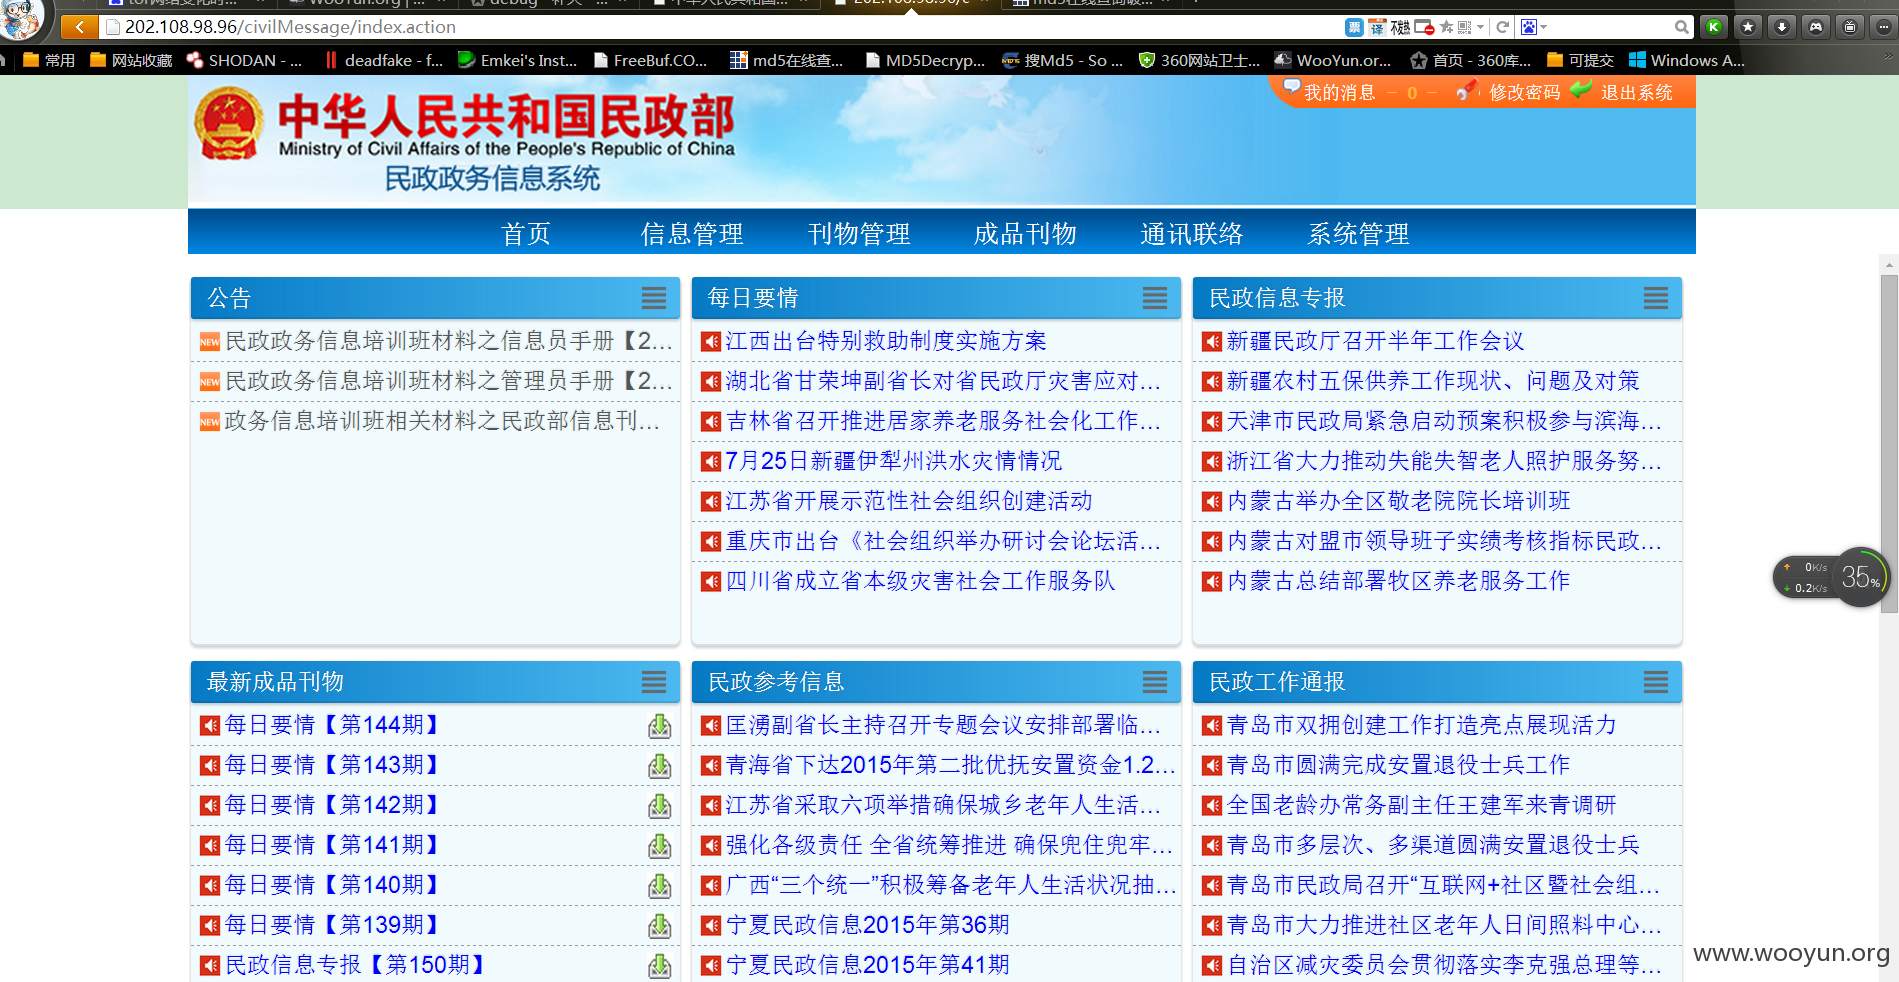 WooYun.org | ...
202.108.98.96/civilMessage/index.action
票 译
常用 网站收藏 SHODAN - ... deadfake - f... Emkei's Inst... FreeBuf.CO... md5在线查... MD5Decryp... 搜Md5 - So ... 360网站卫士... WooYun.or... 首页 - 360库... 可提交 Windows A...
我的消息 - 0 - 修改密码 退出系统
中华人民共和国民政部
Ministry of Civil Affairs of the People's Republic of China
民政政务信息系统
首页 信息管理 刊物管理 成品刊物 通讯联络 系统管理
公告
NEW 民政政务信息培训班材料之信息员手册【2...
NEW 民政政务信息培训班材料之管理员手册【2...
NEW 政务信息培训班相关材料之民政部信息刊...
每日要情
江西出台特别救助制度实施方案
湖北省甘荣坤副省长对省民政厅灾害应对...
吉林省召开推进居家养老服务社会化工作...
7月25日新疆伊犁州洪水灾情情况
江苏省开展示范性社会组织创建活动
重庆市出台《社会组织举办研讨会论坛活...
四川省成立省本级灾害社会工作服务队
民政信息专报
新疆民政厅召开半年工作会议
新疆农村五保供养工作现状、问题及对策
天津市民政局紧急启动预案积极参与滨海...
浙江省大力推动失能失智老人照护服务努...
内蒙古举办全区敬老院院长培训班
内蒙古对盟市领导班子实绩考核指标民政...
内蒙古总结部署牧区养老服务工作
0K/s
0.2K/s
35%
最新成品刊物
每日要情【第144期】
每日要情【第143期】
每日要情【第142期】
每日要情【第141期】
每日要情【第140期】
每日要情【第139期】
民政信息专报【第150期】
民政参考信息
匡湧副省长主持召开专题会议安排部署临...
青海省下达2015年第二批优抚安置资金1.2...
江苏省采取六项举措确保城乡老年人生活...
强化各级责任 全省统筹推进 确保兜住兜牢...
广西“三个统一”积极筹备老年人生活状况抽...
宁夏民政信息2015年第36期
宁夏民政信息2015年第41期
民政工作通报
青岛市双拥创建工作打造亮点展现活力
青岛市圆满完成安置退役士兵工作
全国老龄办常务副主任王建军来青调研
青岛市多层次、多渠道圆满安置退役士兵
青岛市民政局召开“互联网+社区暨社会组...
青岛市大力推进社区老年人日间照料中心...
自治区减灾委员会贯彻落实李克强总理等...
www.wooyun.org